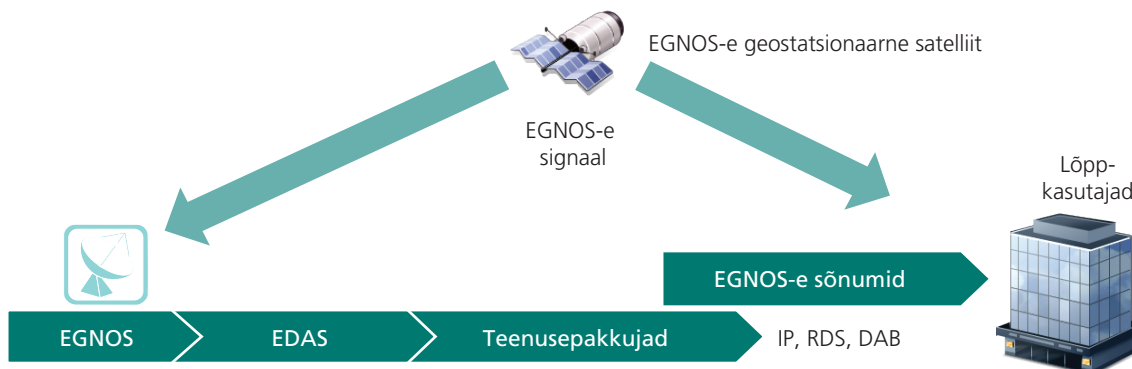 EGNOS-e geostatsionaarne satelliit
EGNOS-e
signaal
Lõpp-
kasutajad
EGNOS-e sõnumid
EGNOS
EDAS
Teenusepakkujad
IP, RDS, DAB